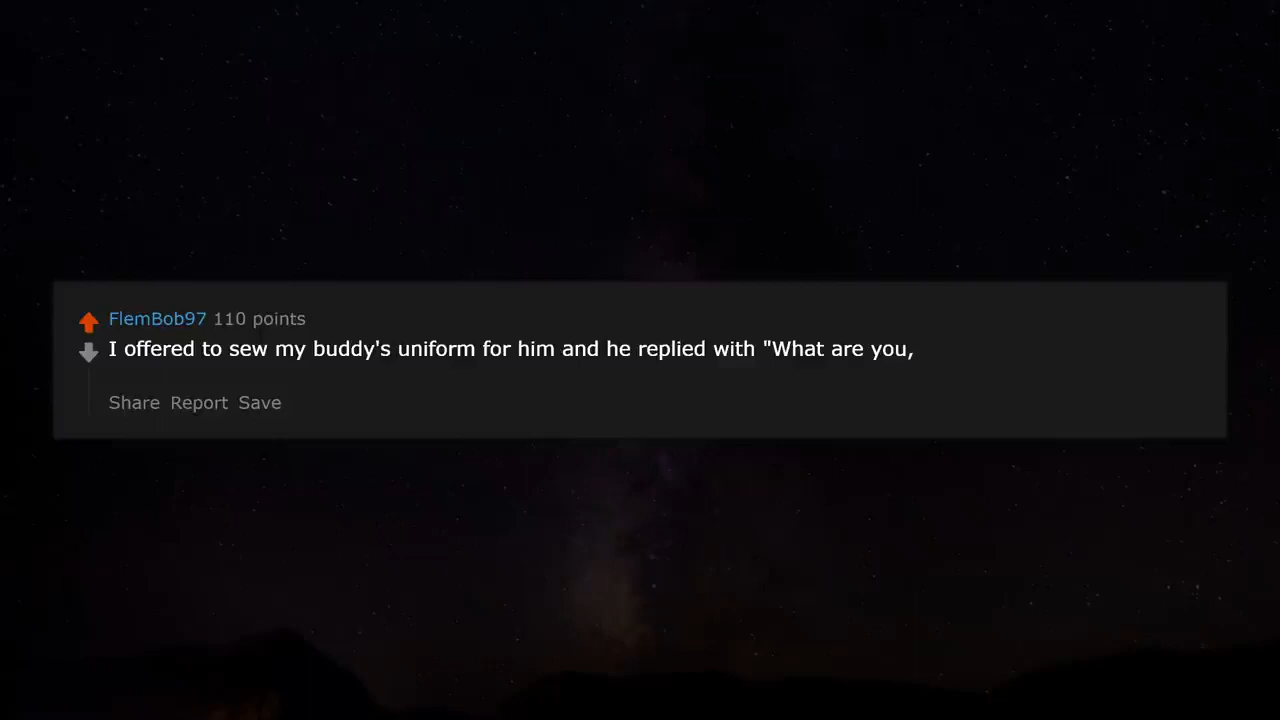 FlemBob97 110 points
I offered to sew my buddy's uniform for him and he replied with "What are you,
Share Report Save